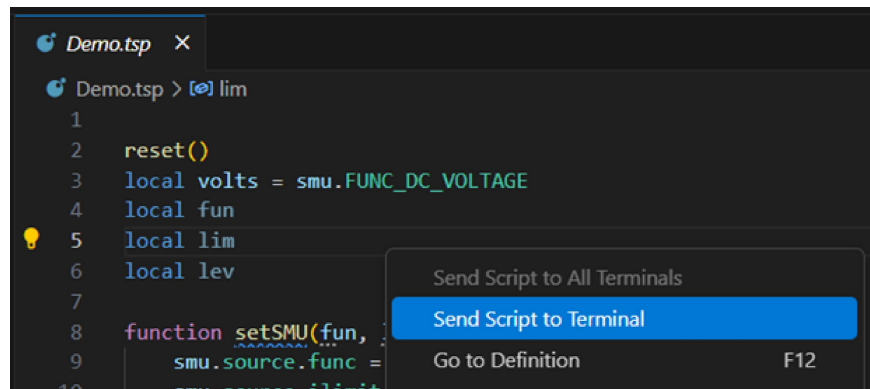 Demo.tsp ×
Demo.tsp > lim
1
2 reset()
3 local volts = smu.FUNC_DC_VOLTAGE
4 local fun
5 local lim
6 local lev
7
8 function setSMU(fun,
9 smu.source.func =
Send Script to All Terminals
Send Script to Terminal
Go to Definition F12